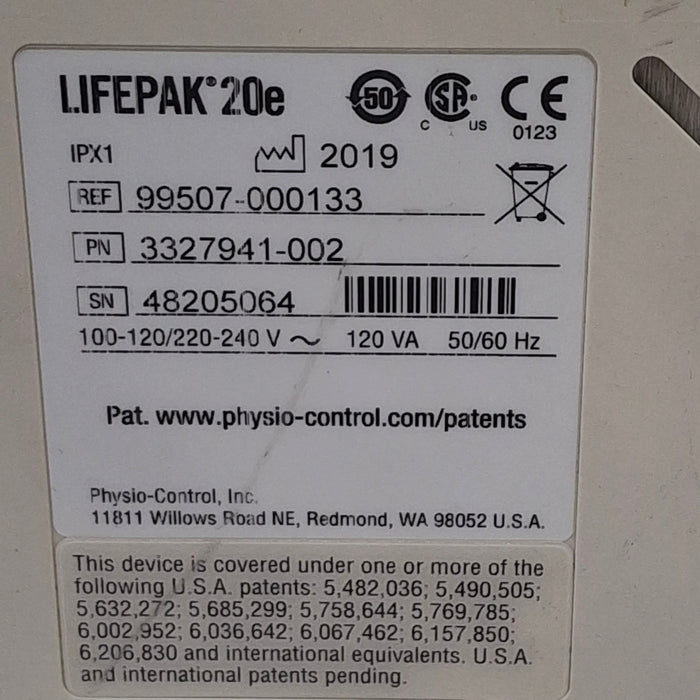 LIFEPAK® 20e 50 SA® C US CE 0123
IPX1 2019
REF 99507-000133
PN 3327941-002
SN 48205064
100-120/220-240 V ~ 120 VA 50/60 Hz
Pat. www.physio-control.com/patents
Physio-Control, Inc.
11811 Willows Road NE, Redmond, WA 98052 U.S.A.
This device is covered under one or more of the
following U.S.A. patents: 5,482,036; 5,490,505;
5,632,272; 5,685,299; 5,758,644; 5,769,785;
6,002,952; 6,036,642; 6,067,462; 6,157,850;
6,206,830 and international equivalents. U.S.A.
and international patents pending.